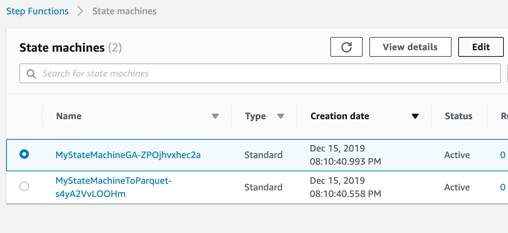 Step Functions > State machines
State machines (2)
View details
Edit
Search for state machines
Name Type Creation date Status
MyStateMachineGA-ZPOjhvxhec2a Standard Dec 15, 2019 Active 0
08:10:40.993 PM
MyStateMachineToParquet- Standard Dec 15, 2019 Active 0
s4yA2VvLOOHm 08:10:40.558 PM